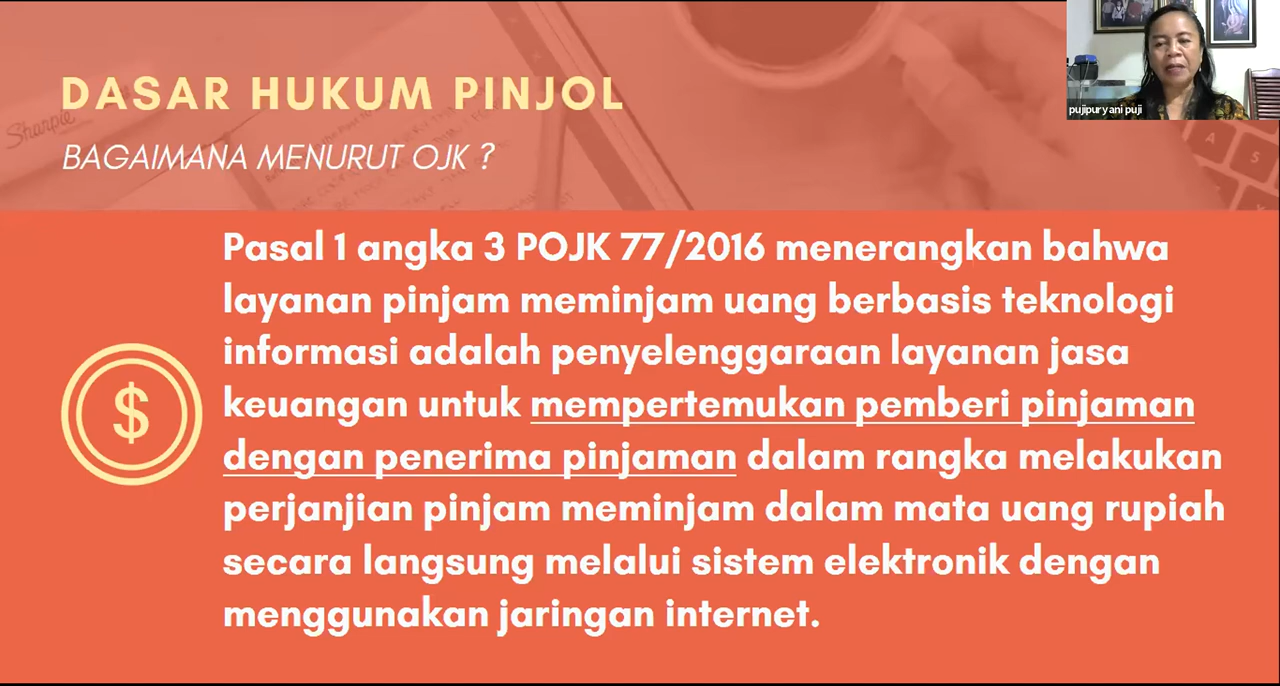 DASAR HUKUM PINJOL
BAGAIMANA MENURUT OJK ?
Sharpie
pujipuryani puji
Pasal 1 angka 3 POJK 77/2016 menerangkan bahwa
layanan pinjam meminjam uang berbasis teknologi
informasi adalah penyelenggaraan layanan jasa
keuangan untuk mempertemukan pemberi pinjaman
dengan penerima pinjaman dalam rangka melakukan
perjanjian pinjam meminjam dalam mata uang rupiah
secara langsung melalui sistem elektronik dengan
menggunakan jaringan internet.
$